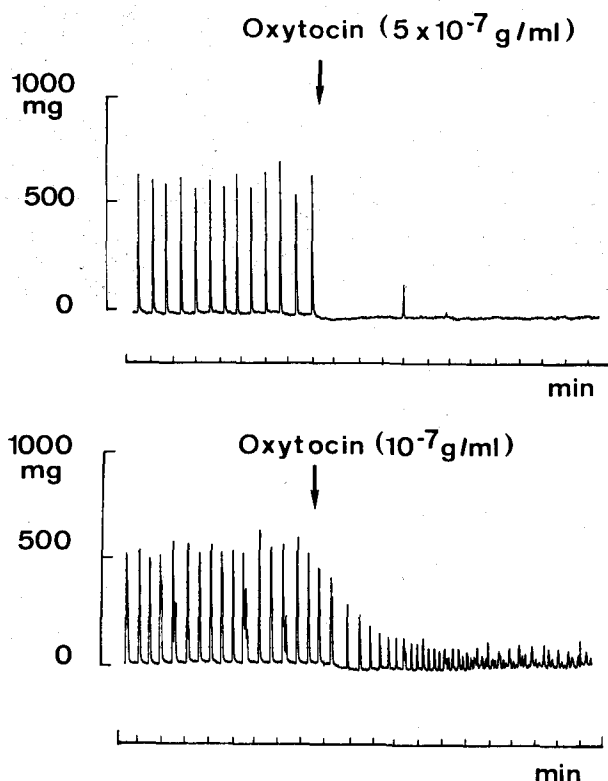 Oxytocin (5 x 10⁻⁷ g/ml)
1000
mg
500
0
min
Oxytocin (10⁻⁷ g/ml)
1000
mg
500
0
min